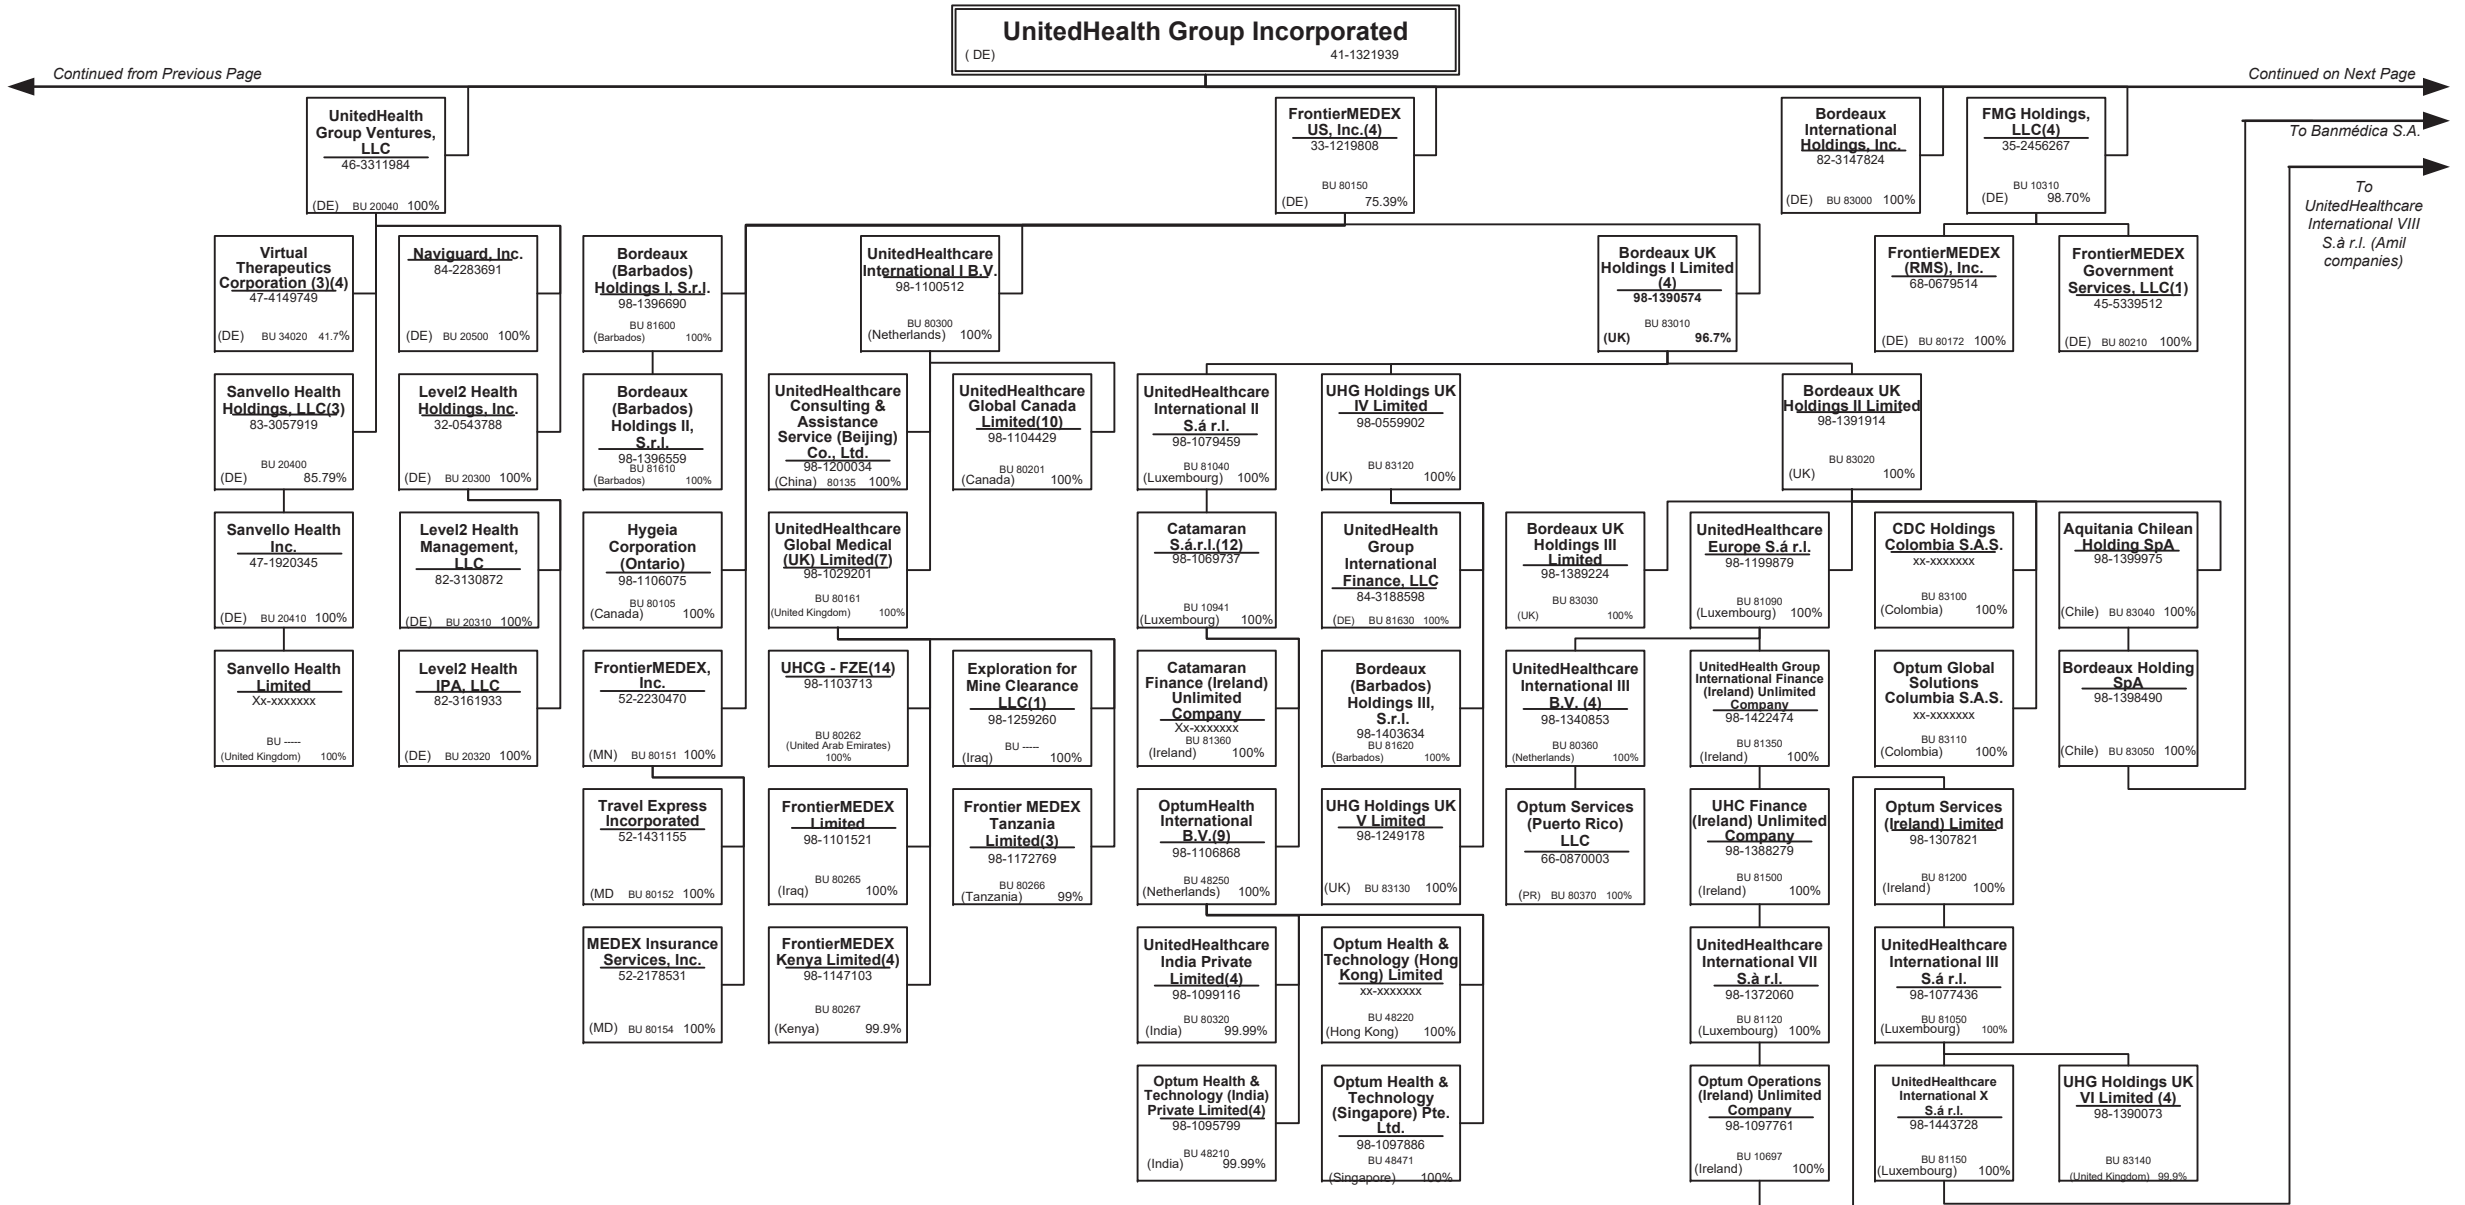 UnitedHealth Group Incorporated
( DE)
41-1321939
Continued from Previous Page
Continued on Next Page
UnitedHealth
Group Ventures,
LLC
46-3311984
(DE) BU 20040 100%
FrontierMEDEX
US, Inc.(4)
33-1219808
BU 80150
(DE) 75.39%
Bordeaux
International
Holdings, Inc.
82-3147824
(DE) BU 83000 100%
FMG Holdings,
LLC(4)
35-2456267
BU 10310
(DE) 98.70%
To Banmédica S.A.
To
UnitedHealthcare
International VIII
S.à r.l. (Amil
companies)
Virtual
Therapeutics
Corporation (3)(4)
47-4149749
(DE) BU 34020 41.7%
Naviguard, Inc.
84-2283691
(DE) BU 20500 100%
Bordeaux
(Barbados)
Holdings I, S.r.l.
98-1396690
BU 81600
(Barbados) 100%
UnitedHealthcare
International I B.V.
98-1100512
BU 80300
(Netherlands) 100%
Bordeaux UK
Holdings I Limited
(4)
98-1390574
BU 83010
(UK) 96.7%
FrontierMEDEX
(RMS), Inc.
68-0679514
(DE) BU 80172 100%
FrontierMEDEX
Government
Services, LLC(1)
45-5339512
(DE) BU 80210 100%
Sanvello Health
Holdings, LLC(3)
83-3057919
BU 20400
(DE) 85.79%
Level2 Health
Holdings, Inc.
32-0543788
(DE) BU 20300 100%
Bordeaux
(Barbados)
Holdings II,
S.r.l.
98-1396559
BU 81610
(Barbados) 100%
UnitedHealthcare
Consulting &
Assistance
Service (Beijing)
Co., Ltd.
98-1200034
(China) 80135 100%
UnitedHealthcare
Global Canada
Limited(10)
98-1104429
BU 80201
(Canada) 100%
UnitedHealthcare
International II
S.á r.l.
98-1079459
BU 81040
(Luxembourg) 100%
UHG Holdings UK
IV Limited
98-0559902
BU 83120
(UK) 100%
Bordeaux UK
Holdings II Limited
98-1391914
BU 83020
(UK) 100%
Sanvello Health
Inc.
47-1920345
(DE) BU 20410 100%
Level2 Health
Management,
LLC
82-3130872
(DE) BU 20310 100%
Hygeia
Corporation
(Ontario)
98-1106075
BU 80105
(Canada) 100%
UnitedHealthcare
Global Medical
(UK) Limited(7)
98-1029201
BU 80161
(United Kingdom) 100%
Catamaran
S.á.r.l.(12)
98-1069737
BU 10941
(Luxembourg) 100%
UnitedHealth
Group
International
Finance, LLC
84-3188598
(DE) BU 81630 100%
Bordeaux UK
Holdings III
Limited
98-1389224
BU 83030
(UK) 100%
UnitedHealthcare
Europe S.á r.l.
98-1199879
BU 81090
(Luxembourg) 100%
CDC Holdings
Colombia S.A.S.
xx-xxxxxxx
BU 83100
(Colombia) 100%
Aquitania Chilean
Holding SpA
98-1399975
(Chile) BU 83040 100%
Sanvello Health
Limited
Xx-xxxxxxx
BU -----
(United Kingdom) 100%
Level2 Health
IPA, LLC
82-3161933
(DE) BU 20320 100%
FrontierMEDEX,
Inc.
52-2230470
(MN) BU 80151 100%
UHCG - FZE(14)
98-1103713
BU 80262
(United Arab Emirates)
100%
Exploration for
Mine Clearance
LLC(1)
98-1259260
BU -----
(Iraq) 100%
Catamaran
Finance (Ireland)
Unlimited
Company
Xx-xxxxxxx
BU 81360
(Ireland) 100%
Bordeaux
(Barbados)
Holdings III,
S.r.l.
98-1403634
BU 81620
(Barbados) 100%
UnitedHealthcare
International III
B.V. (4)
98-1340853
BU 80360
(Netherlands) 100%
UnitedHealth Group
International Finance
(Ireland) Unlimited
Company
98-1422474
BU 81350
(Ireland) 100%
Optum Global
Solutions
Columbia S.A.S.
xx-xxxxxxx
BU 83110
(Colombia) 100%
Bordeaux Holding
SpA
98-1398490
(Chile) BU 83050 100%
Travel Express
Incorporated
52-1431155
(MD BU 80152 100%
FrontierMEDEX
Limited
98-1101521
BU 80265
(Iraq) 100%
Frontier MEDEX
Tanzania
Limited(3)
98-1172769
BU 80266
(Tanzania) 99%
OptumHealth
International
B.V.(9)
98-1106868
BU 48250
(Netherlands) 100%
UHG Holdings UK
V Limited
98-1249178
(UK) BU 83130 100%
Optum Services
(Puerto Rico)
LLC
66-0870003
(PR) BU 80370 100%
UHC Finance
(Ireland) Unlimited
Company
98-1388279
BU 81500
(Ireland) 100%
Optum Services
(Ireland) Limited
98-1307821
BU 81200
(Ireland) 100%
MEDEX Insurance
Services, Inc.
52-2178531
(MD) BU 80154 100%
FrontierMEDEX
Kenya Limited(4)
98-1147103
BU 80267
(Kenya) 99.9%
UnitedHealthcare
India Private
Limited(4)
98-1099116
BU 80320
(India) 99.99%
Optum Health &
Technology (Hong
Kong) Limited
xx-xxxxxxx
BU 48220
(Hong Kong) 100%
UnitedHealthcare
International VII
S.à r.l.
98-1372060
BU 81120
(Luxembourg) 100%
UnitedHealthcare
International III
S.á r.l.
98-1077436
BU 81050
(Luxembourg) 100%
Optum Health &
Technology (India)
Private Limited(4)
98-1095799
BU 48210
(India) 99.99%
Optum Health &
Technology
(Singapore) Pte.
Ltd.
98-1097886
BU 48471
(Singapore) 100%
Optum Operations
(Ireland) Unlimited
Company
98-1097761
BU 10697
(Ireland) 100%
UnitedHealthcare
International X
S.á r.l.
98-1443728
BU 81150
(Luxembourg) 100%
UHG Holdings UK
VI Limited (4)
98-1390073
BU 83140
(United Kingdom) 99.9%